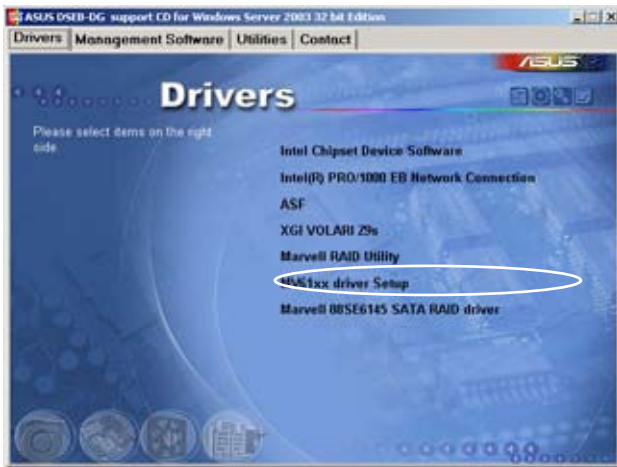 ASUS DSEB-DG support CD for Windows Server 2003 32 bit Edition
Drivers Management Software Utilities Contact
ASUS
Drivers
Please select items on the right
side
Intel Chipset Device Software
Intel(R) PRO/1000 EB Network Connection
ASF
XGI VOLARI Z9s
Marvell RAID Utility
MV61xx driver Setup
Marvell 88SE6145 SATA RAID driver